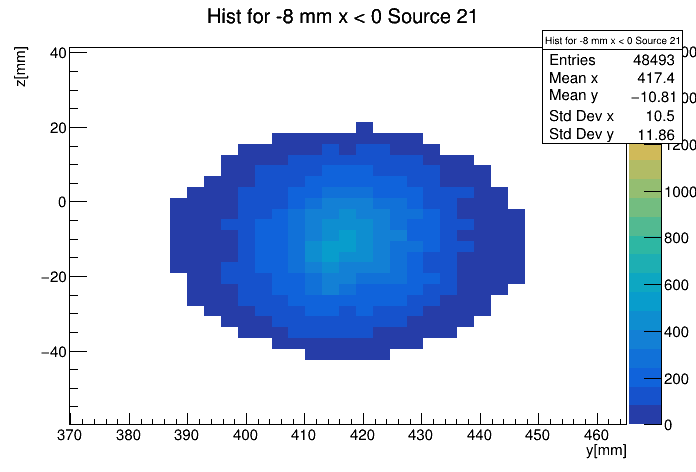 Hist for -8 mm x < 0 Source 21
Hist for -8 mm x < 0 Source 21
Entries 48493
Mean x 417.4
Mean y −10.81
Std Dev x 10.5
Std Dev y 11.86
z[mm]
40
20
0
−20
−40
370 380 390 400 410 420 430 440 450 460
y[mm]
1200
1000
800
600
400
200
0